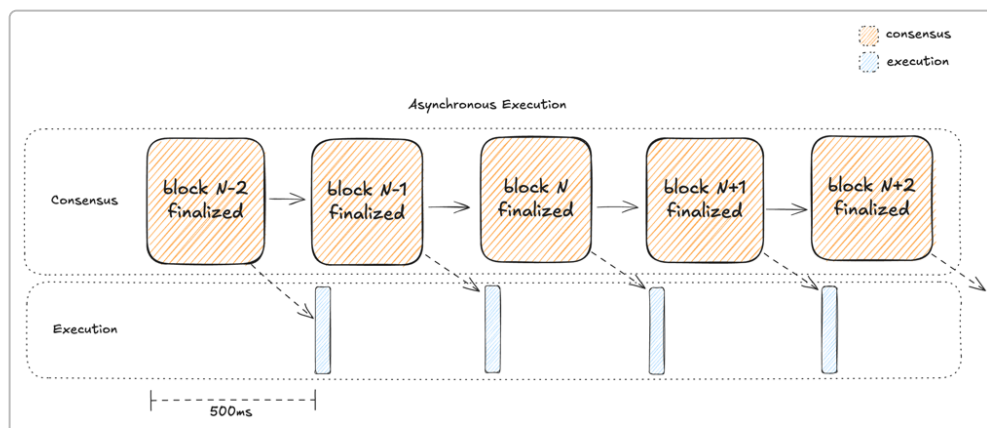 consensus
execution
Asynchronous Execution
Consensus
block N-2
finalized
block N-1
finalized
block N
finalized
block N+1
finalized
block N+2
finalized
Execution
500ms